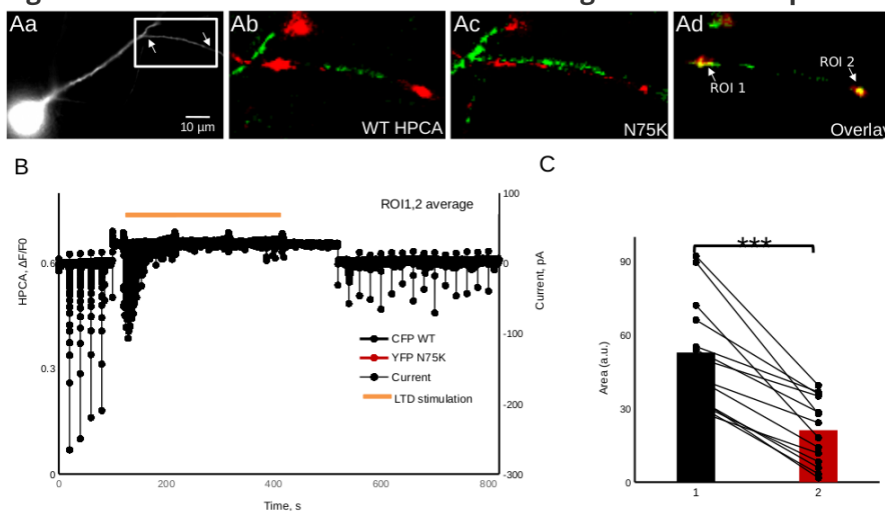 Aa
Ab
Ac
Ad
ROI 1
ROI 2
10 µm
WT HPCA
N75K
Overlay
B
ROI1,2 average
HPCA, ΔF/F0
0.6
0.3
0
100
0
-100
-200
-300
Current, pA
CFP WT
YFP N75K
Current
LTD stimulation
0
200
400
600
800
Time, s
C
***
Area (a.u.)
90
60
30
0
1
2